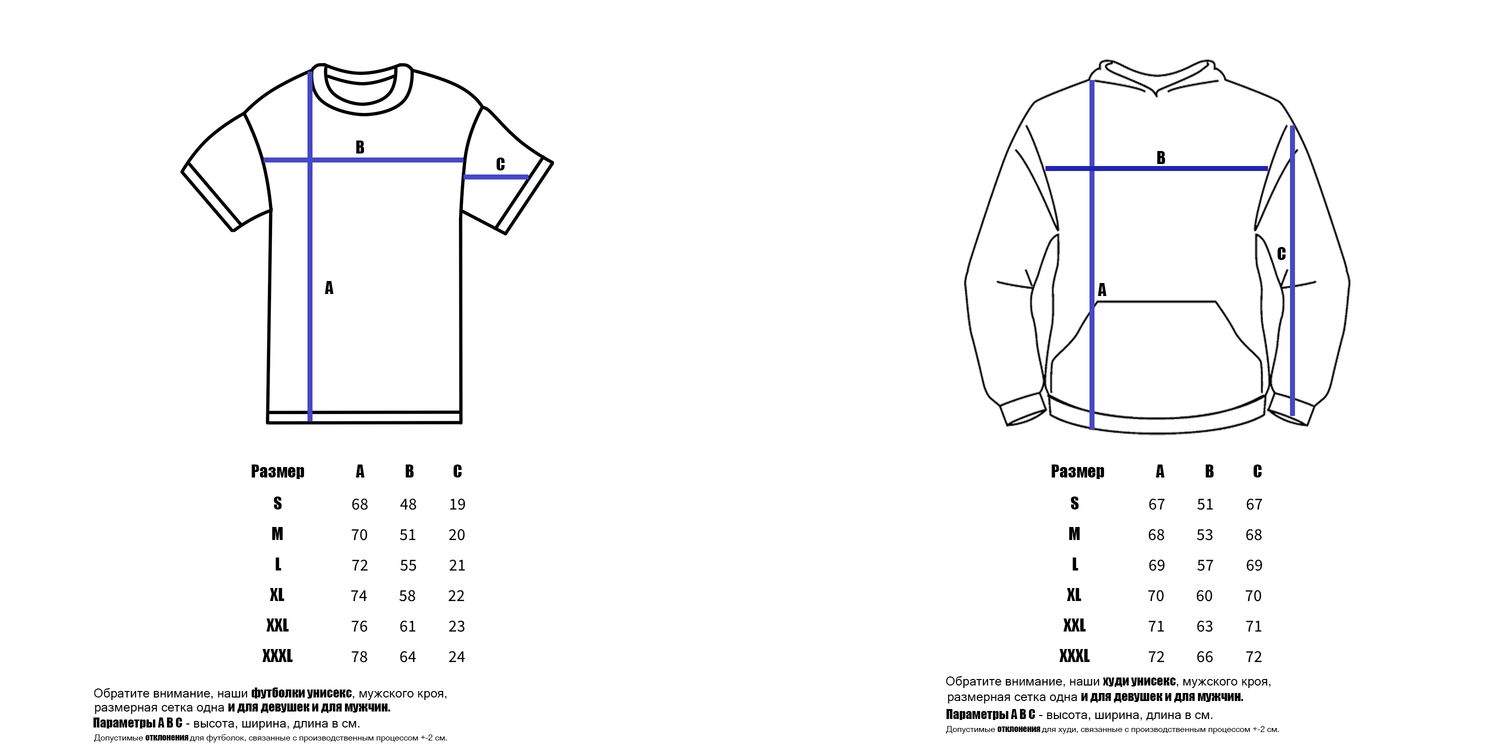 B
C
A
Размер A B C
S 68 48 19
M 70 51 20
L 72 55 21
XL 74 58 22
XXL 76 61 23
XXXL 78 64 24
Обратите внимание, наши футболки унисекс, мужского кроя,
размерная сетка одна и для девушек и для мужчин.
Параметры A B C - высота, ширина, длина в см.
Допустимые отклонения для футболок, связанные с производственным процессом +-2 см.
B
C
A
Размер A B C
S 67 51 67
M 68 53 68
L 69 57 69
XL 70 60 70
XXL 71 63 71
XXXL 72 66 72
Обратите внимание, наши худи унисекс, мужского кроя,
размерная сетка одна и для девушек и для мужчин.
Параметры A B C - высота, ширина, длина в см.
Допустимые отклонения для худи, связанные с производственным процессом +-2 см.